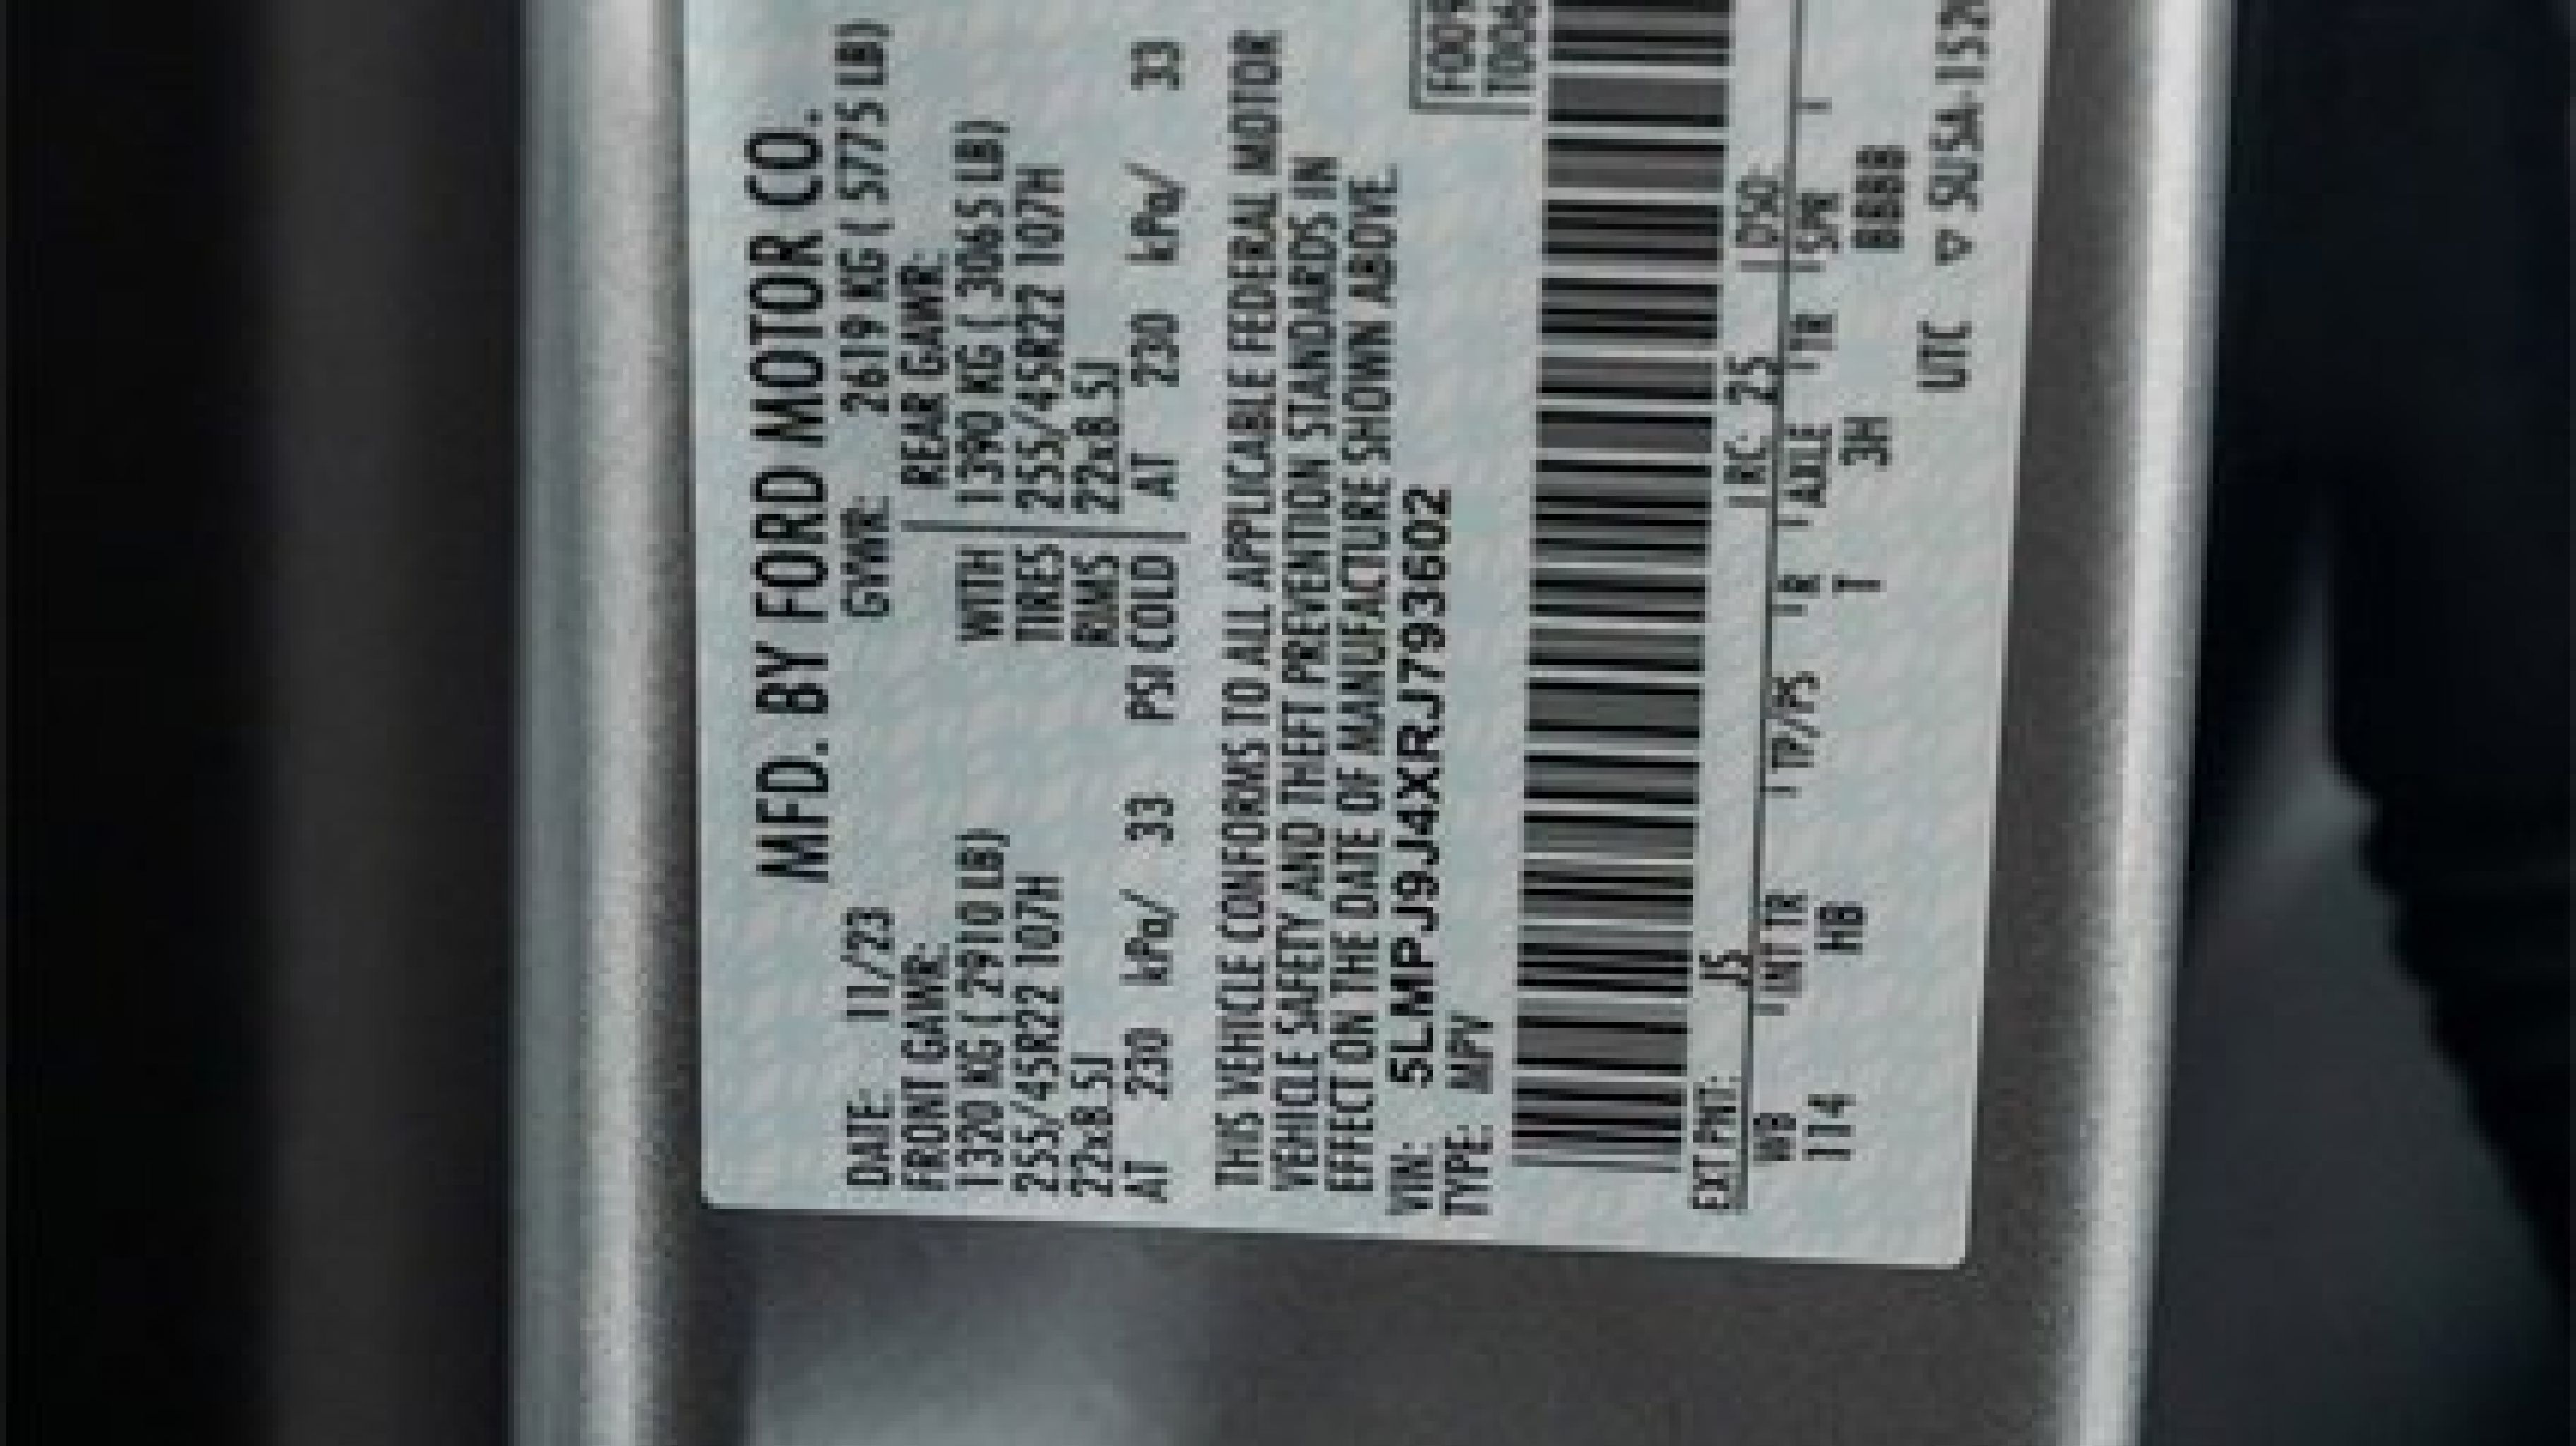 MFD. BY FORD MOTOR CO.
DATE: 11/23 GVWR: 2619 KG ( 5775 LB)
FRONT GAWR: REAR GAWR:
1320 KG ( 2910 LB) WITH 1390 KG ( 3065 LB)
255/45R22 107H TIRES 255/45R22 107H
22x8.5J RIMS 22x8.5J
AT 230 kPa/ 33 PSI COLD AT 230 kPa/ 33
THIS VEHICLE CONFORMS TO ALL APPLICABLE FEDERAL MOTOR
VEHICLE SAFETY AND THEFT PREVENTION STANDARDS IN
EFFECT ON THE DATE OF MANUFACTURE SHOWN ABOVE.
VIN: 5LMPJ9J4XRJ793602
TYPE: MPV
EXT PNT: J5 RC: 25 DSO:
WB INT TR TP/PS R AXLE TR SPR
114 HB T 3H BBBB
UTC